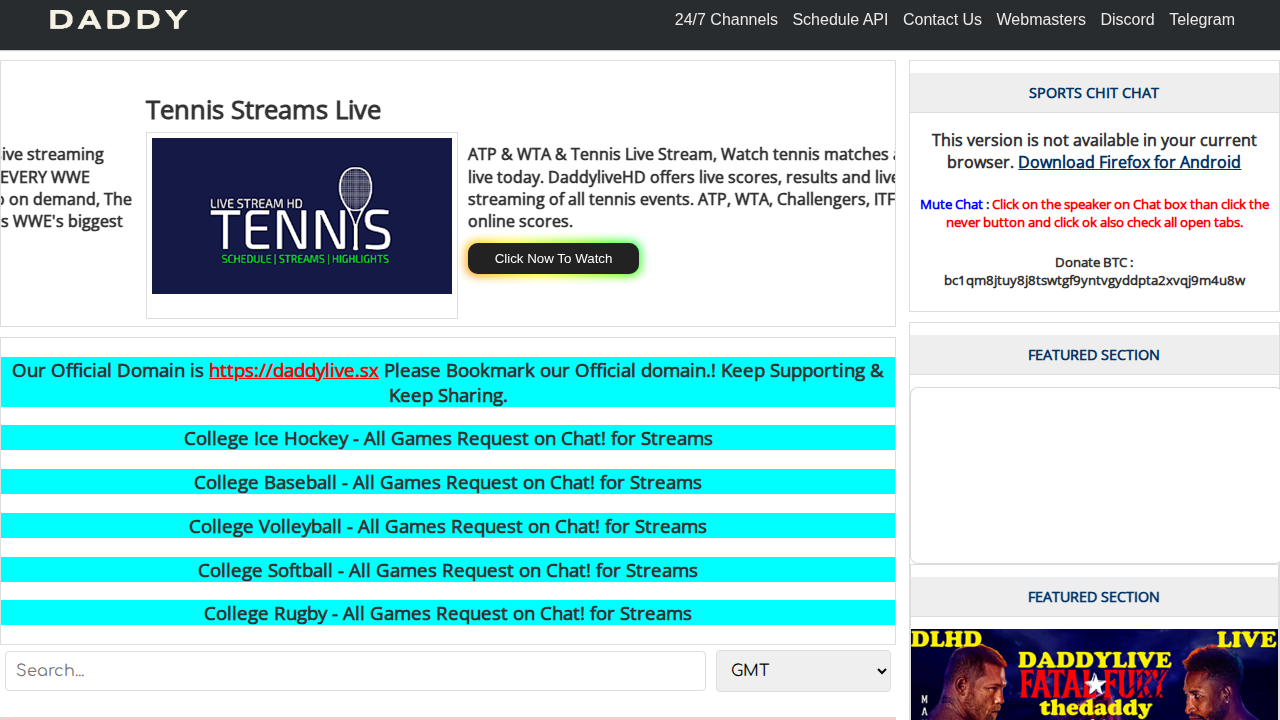 DADDY
24/7 Channels Schedule API Contact Us Webmasters Discord Telegram
Tennis Streams Live
ive streaming
EVERY WWE
on demand, The
s WWE's biggest
LIVE STREAM HD
TENNIS
SCHEDULE | STREAMS | HIGHLIGHTS
ATP & WTA & Tennis Live Stream, Watch tennis matches
live today. DaddyliveHD offers live scores, results and live
streaming of all tennis events. ATP, WTA, Challengers, ITF
online scores.
Click Now To Watch
Our Official Domain is https://daddylive.sx Please Bookmark our Official domain.! Keep Supporting &
Keep Sharing.
College Ice Hockey - All Games Request on Chat! for Streams
College Baseball - All Games Request on Chat! for Streams
College Volleyball - All Games Request on Chat! for Streams
College Softball - All Games Request on Chat! for Streams
College Rugby - All Games Request on Chat! for Streams
Search...
GMT
SPORTS CHIT CHAT
This version is not available in your current
browser. Download Firefox for Android
Mute Chat : Click on the speaker on Chat box than click the
never button and click ok also check all open tabs.
Donate BTC :
bc1qm8jtuy8j8tswtgf9yntvgyddpta2xvqj9m4u8w
FEATURED SECTION
FEATURED SECTION
DLHD
LIVE
DADDYLIVE
FATAL FURY
thedaddy
M
A